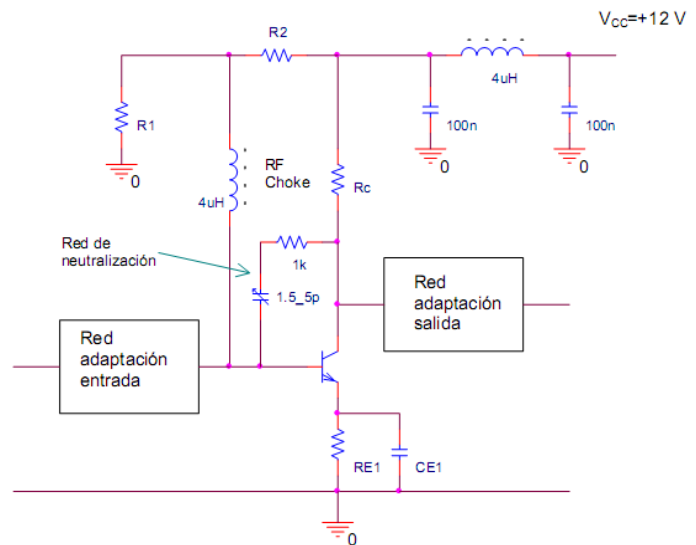 V_CC=+12 V
R2
4uH
R1
100n
100n
0
RF
Choke
0
0
4uH
Rc
Red de
neutralización
1k
1.5_5p
Red
adaptación
salida
Red
adaptación
entrada
RE1
CE1
0